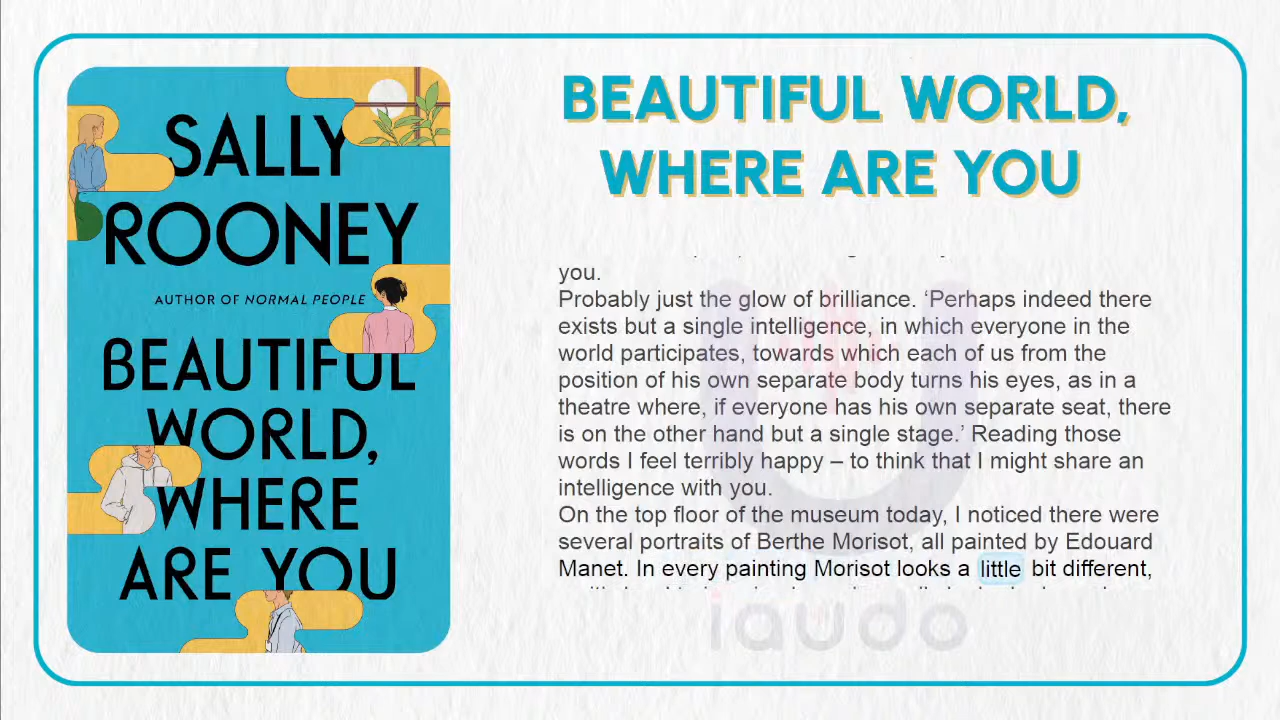 SALLY
ROONEY
AUTHOR OF NORMAL PEOPLE
BEAUTIFUL
WORLD,
WHERE
ARE YOU
BEAUTIFUL WORLD,
WHERE ARE YOU
you.
Probably just the glow of brilliance. ‘Perhaps indeed there
exists but a single intelligence, in which everyone in the
world participates, towards which each of us from the
position of his own separate body turns his eyes, as in a
theatre where, if everyone has his own separate seat, there
is on the other hand but a single stage.’ Reading those
words I feel terribly happy – to think that I might share an
intelligence with you.
On the top floor of the museum today, I noticed there were
several portraits of Berthe Morisot, all painted by Edouard
Manet. In every painting Morisot looks a little bit different,
iaudo